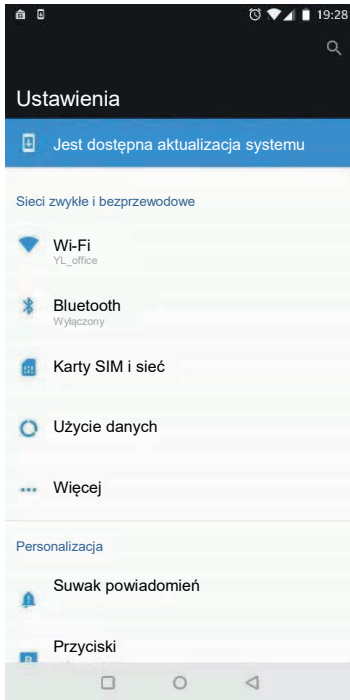 19:28
Ustawienia
Jest dostępna aktualizacja systemu
Sieci zwykłe i bezprzewodowe
Wi-Fi
YL_office
Bluetooth
Wyłączony
Karty SIM i sieć
Użycie danych
Więcej
Personalizacja
Suwak powiadomień
Przyciski